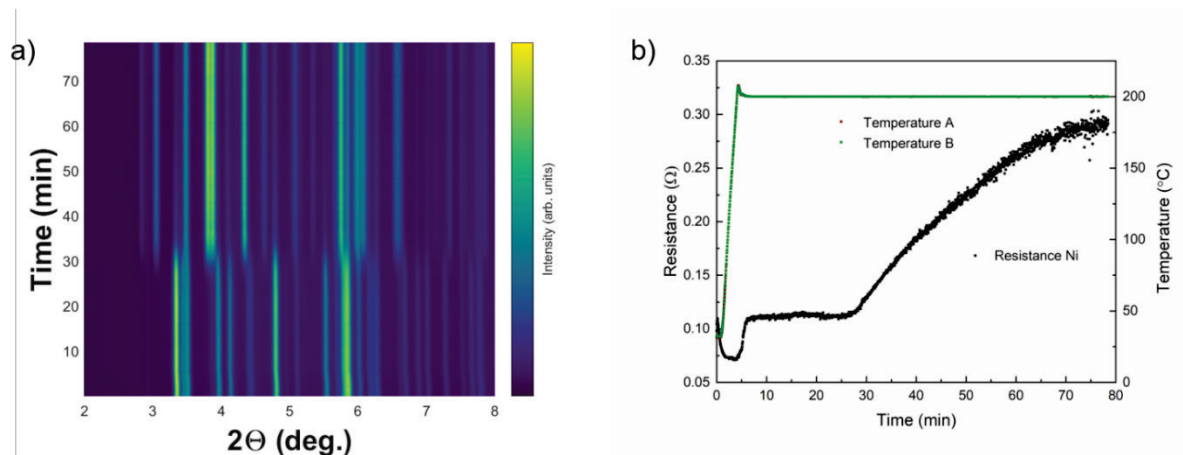 a)
Time (min)
70
60
50
40
30
20
10
2 3 4 5 6 7 8
2Θ (deg.)
Intensity (arb. units)
b)
Resistance (Ω)
0.35
0.30
0.25
0.20
0.15
0.10
0.05
Temperature A
Temperature B
Resistance Ni
200
150
100
50
0
Temperature (°C)
0 10 20 30 40 50 60 70 80
Time (min)